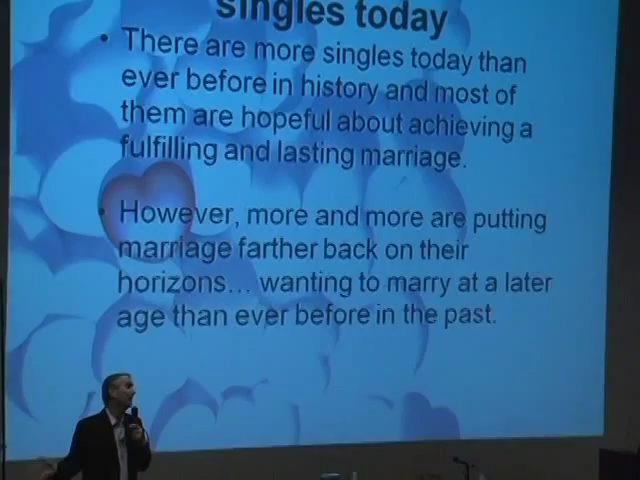 singles today
• There are more singles today than
ever before in history and most of
them are hopeful about achieving a
fulfilling and lasting marriage.
• However, more and more are putting
marriage farther back on their
horizons... wanting to marry at a later
age than ever before in the past.